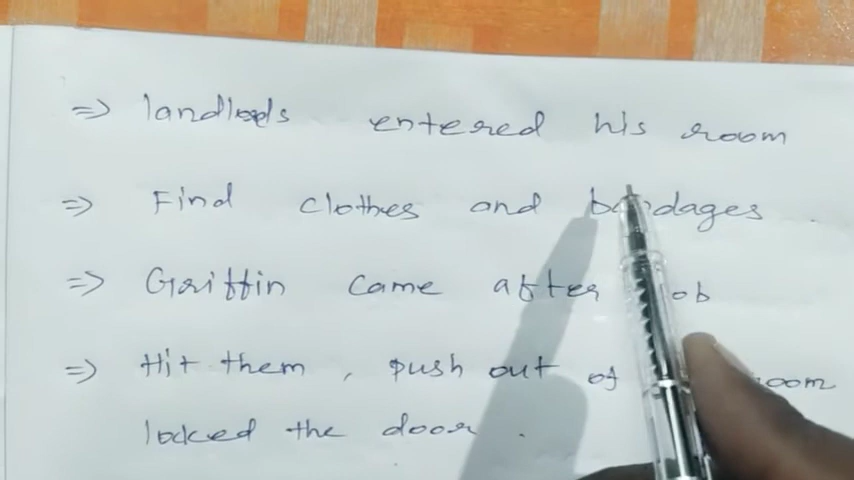 ⇒ landlords entered his room
⇒ Find clothes and bandages
⇒ Griffin came after
⇒ Hit them, push out of
locked the door.